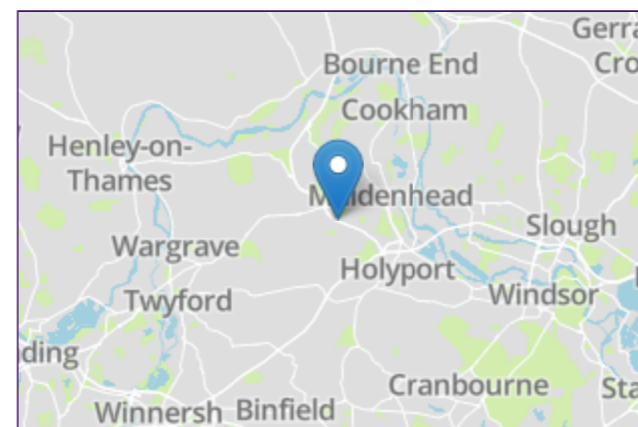 Gerra
Cro
Bourne End
Cookham
Henley-on-
Thames
Maidenhead
Slough
Wargrave
Holyport
Windsor
Twyford
ding
Cranbourne
Sta
Winnersh
Binfield